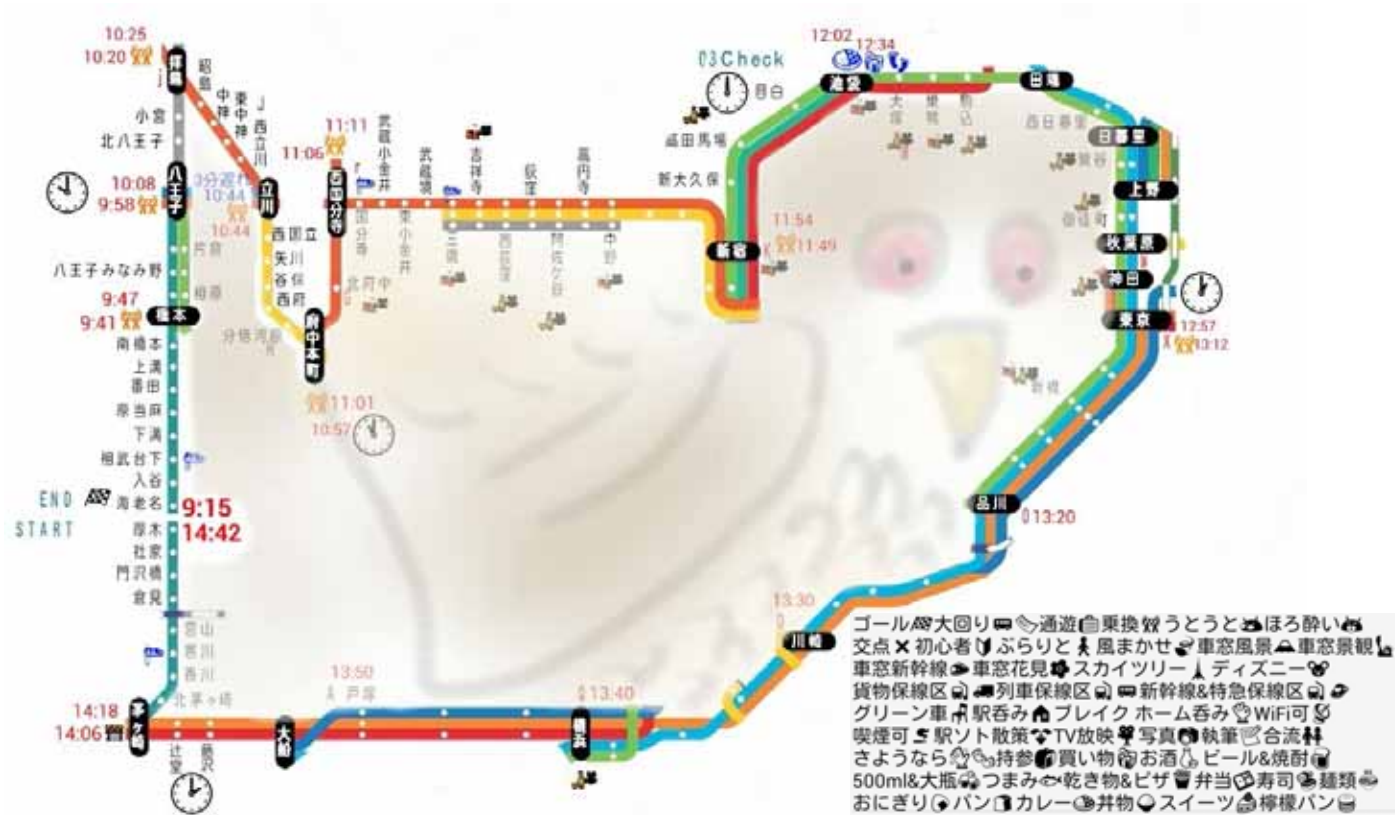 10:25
10:20
拝島
昭島
中神
東中神
西立川
小宮
北八王子
八王子
10:08
9:58
3分遅れ
10:44
10:44
立川
片倉
八王子みなみ野
相原
9:47
9:41
橋本
南橋本
上溝
番田
原当麻
下溝
相武台下
入谷
END
海老名
9:15
START
厚木
14:42
社家
門沢橋
倉見
宮山
寒川
香川
北茅ヶ崎
14:18
14:06
茅ヶ崎
辻堂
藤沢
大船
13:50
戸塚
13:40
横浜
13:30
川崎
13:20
品川
新橋
12:57
13:12
東京
神田
秋葉原
御徒町
上野
鶯谷
日暮里
西日暮里
田端
駒込
巣鴨
大塚
12:02
12:34
池袋
03Check
目白
高田馬場
新大久保
新宿
11:54
11:49
中野
高円寺
阿佐ケ谷
荻窪
西荻窪
吉祥寺
三鷹
武蔵境
東小金井
武蔵小金井
国分寺
11:11
11:06
西国分寺
北府中
府中本町
11:01
10:57
分倍河原
西府
谷保
矢川
西国立
ゴール 大回り 通遊 乗換 うとうと ほろ酔い
交点 初心者 ぶらりと 風まかせ 車窓風景 車窓景観
車窓新幹線 車窓花見 スカイツリー ディズニー
貨物保線区 列車保線区 新幹線&特急保線区
グリーン車 駅呑み ブレイク ホーム呑み WiFi可
喫煙可 駅ソト散策 TV放映 写真 執筆 合流
さようなら 持参 買い物 お酒 ビール&焼酎
500ml&大瓶 つまみ 乾き物&ピザ 弁当 寿司 麺類
おにぎり パン カレー 丼物 スイーツ 檸檬パン